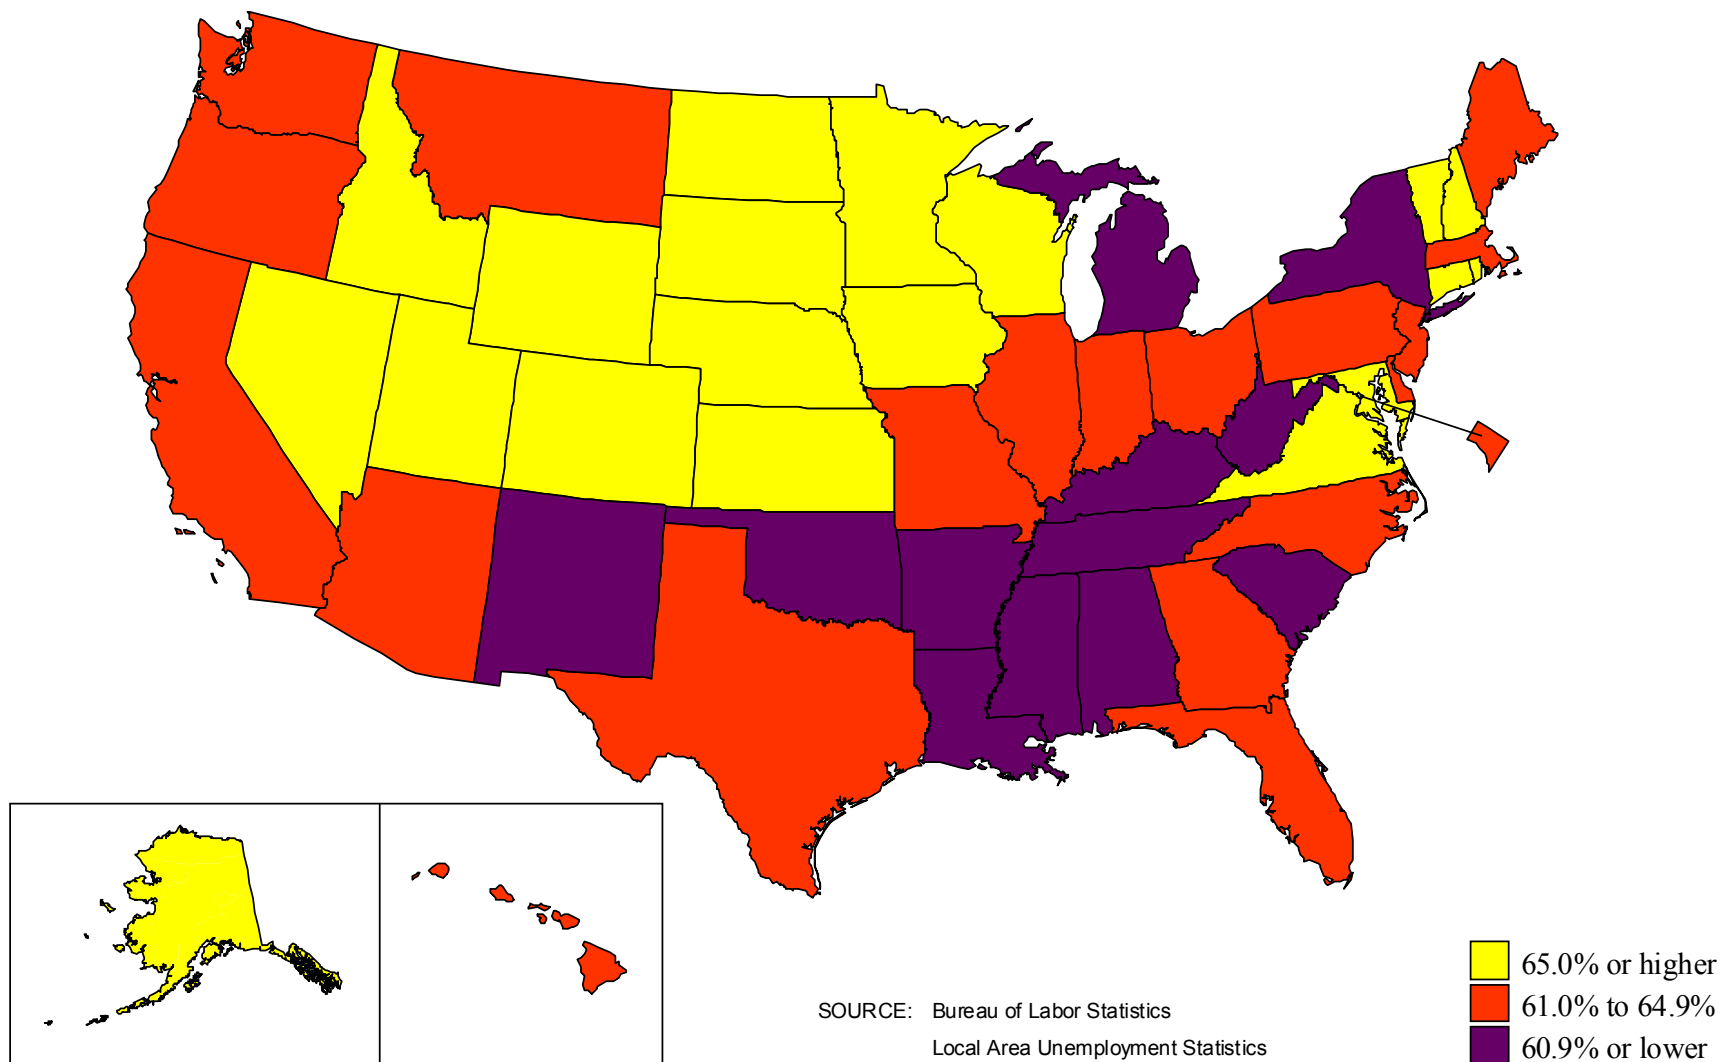 65.0% or higher
61.0% to 64.9%
60.9% or lower
SOURCE: Bureau of Labor Statistics
Local Area Unemployment Statistics